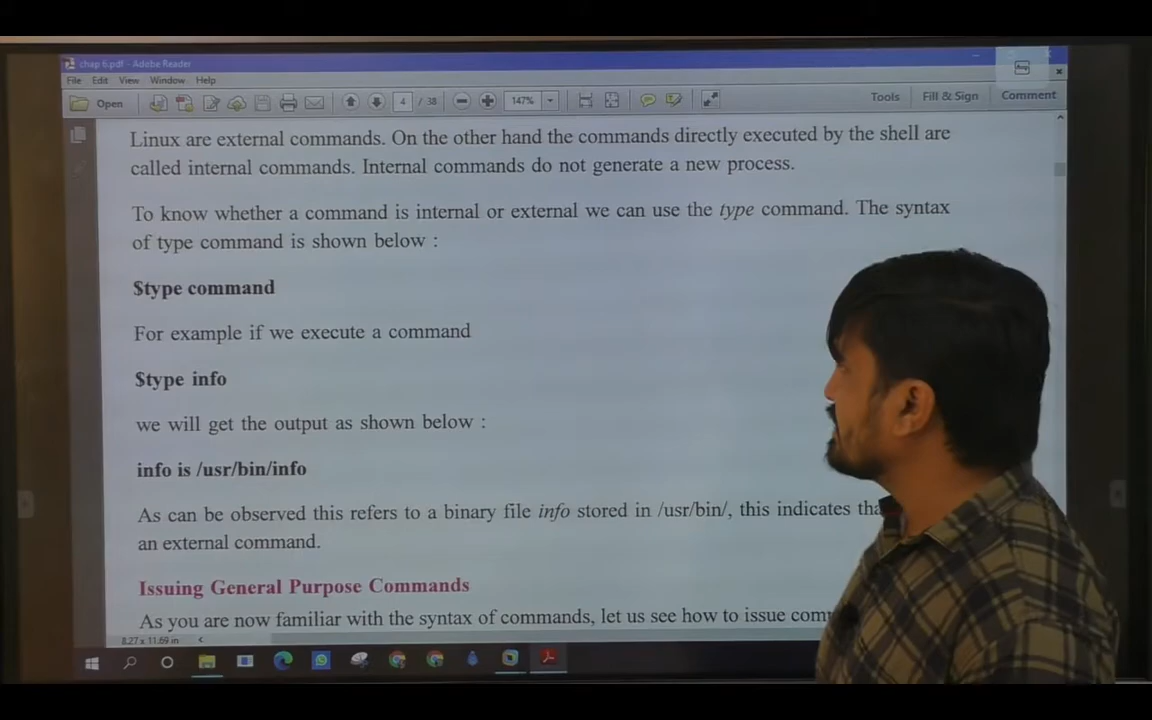 chap 6.pdf - Adobe Reader
File Edit View Window Help
Open 4 / 38 147% Tools Fill & Sign Comment
Linux are external commands. On the other hand the commands directly executed by the shell are
called internal commands. Internal commands do not generate a new process.
To know whether a command is internal or external we can use the type command. The syntax
of type command is shown below :
$type command
For example if we execute a command
$type info
we will get the output as shown below :
info is /usr/bin/info
As can be observed this refers to a binary file info stored in /usr/bin/, this indicates
an external command.
Issuing General Purpose Commands
As you are now familiar with the syntax of commands, let us see how to issue
8.27 x 11.69 in